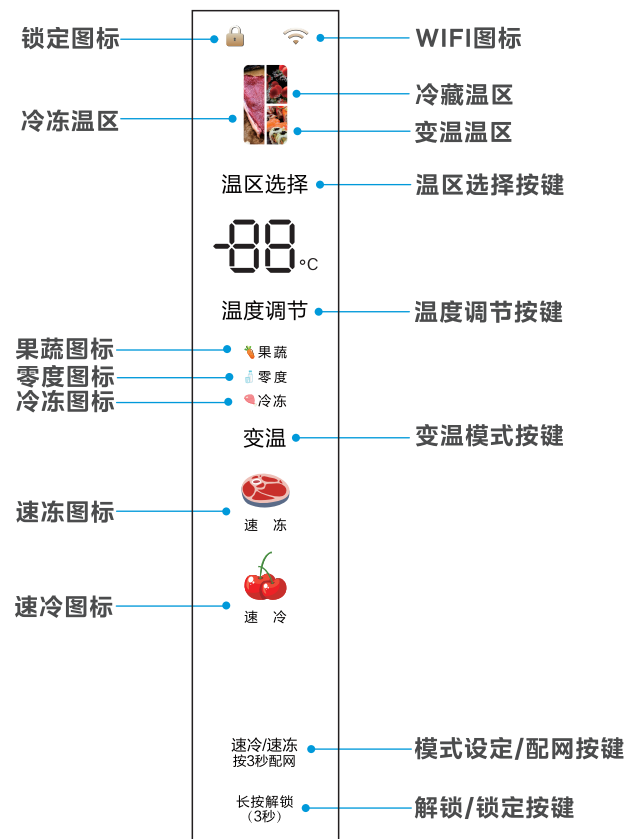 锁定图标
WIFI图标
冷藏温区
冷冻温区
变温温区
温区选择
温区选择按键
-88°C
温度调节
温度调节按键
果蔬图标
果蔬
零度图标
零度
冷冻图标
冷冻
变温
变温模式按键
速冻图标
速 冻
速冷图标
速 冷
速冷/速冻
按3秒配网
模式设定/配网按键
长按解锁
（3秒）
解锁/锁定按键